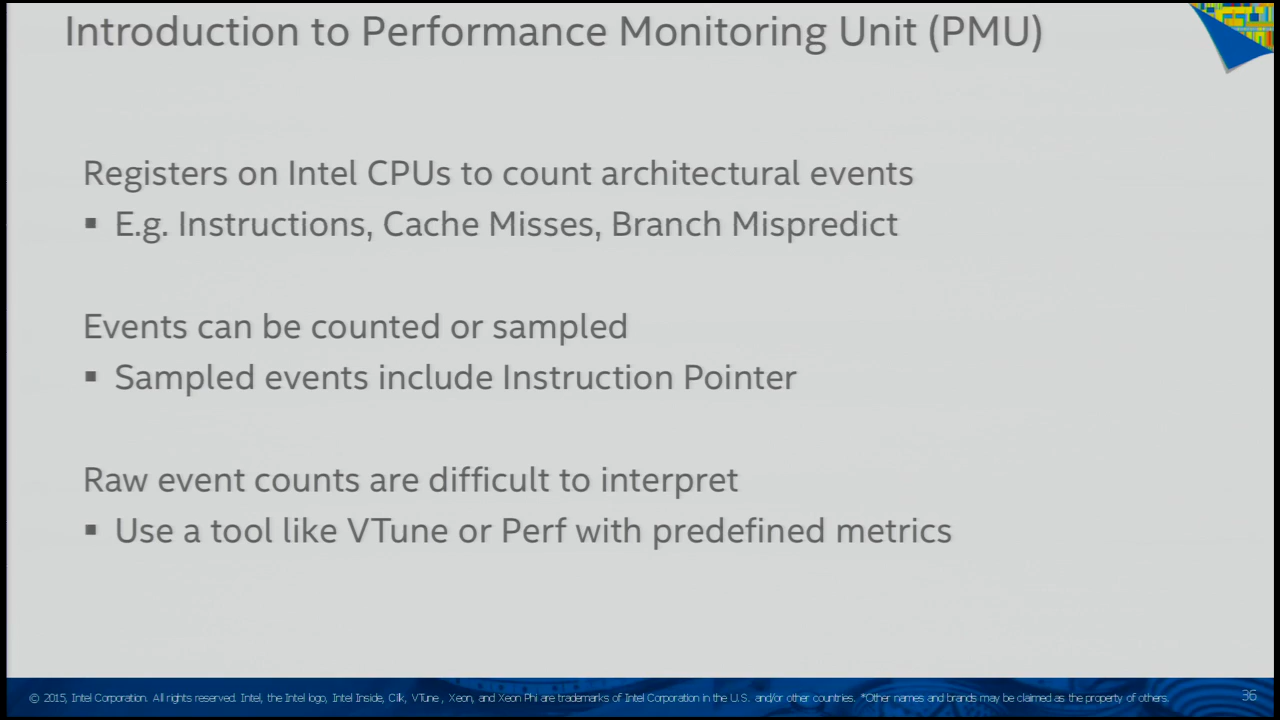 Introduction to Performance Monitoring Unit (PMU)
Registers on Intel CPUs to count architectural events
▪ E.g. Instructions, Cache Misses, Branch Mispredict
Events can be counted or sampled
▪ Sampled events include Instruction Pointer
Raw event counts are difficult to interpret
▪ Use a tool like VTune or Perf with predefined metrics
© 2015, Intel Corporation. All rights reserved. Intel, the Intel logo, Intel Inside, Cilk, VTune, Xeon, and Xeon Phi are trademarks of Intel Corporation in the U.S. and/or other countries. *Other names and brands may be claimed as the property of others.
36